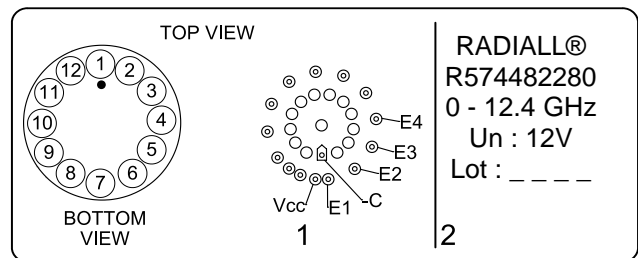 TOP VIEW
1
2
3
4
5
6
7
8
9
10
11
12
BOTTOM
VIEW
E4
E3
E2
-C
E1
Vcc
1
RADIALL®
R574482280
0 - 12.4 GHz
Un : 12V
Lot : _ _ _ _
2